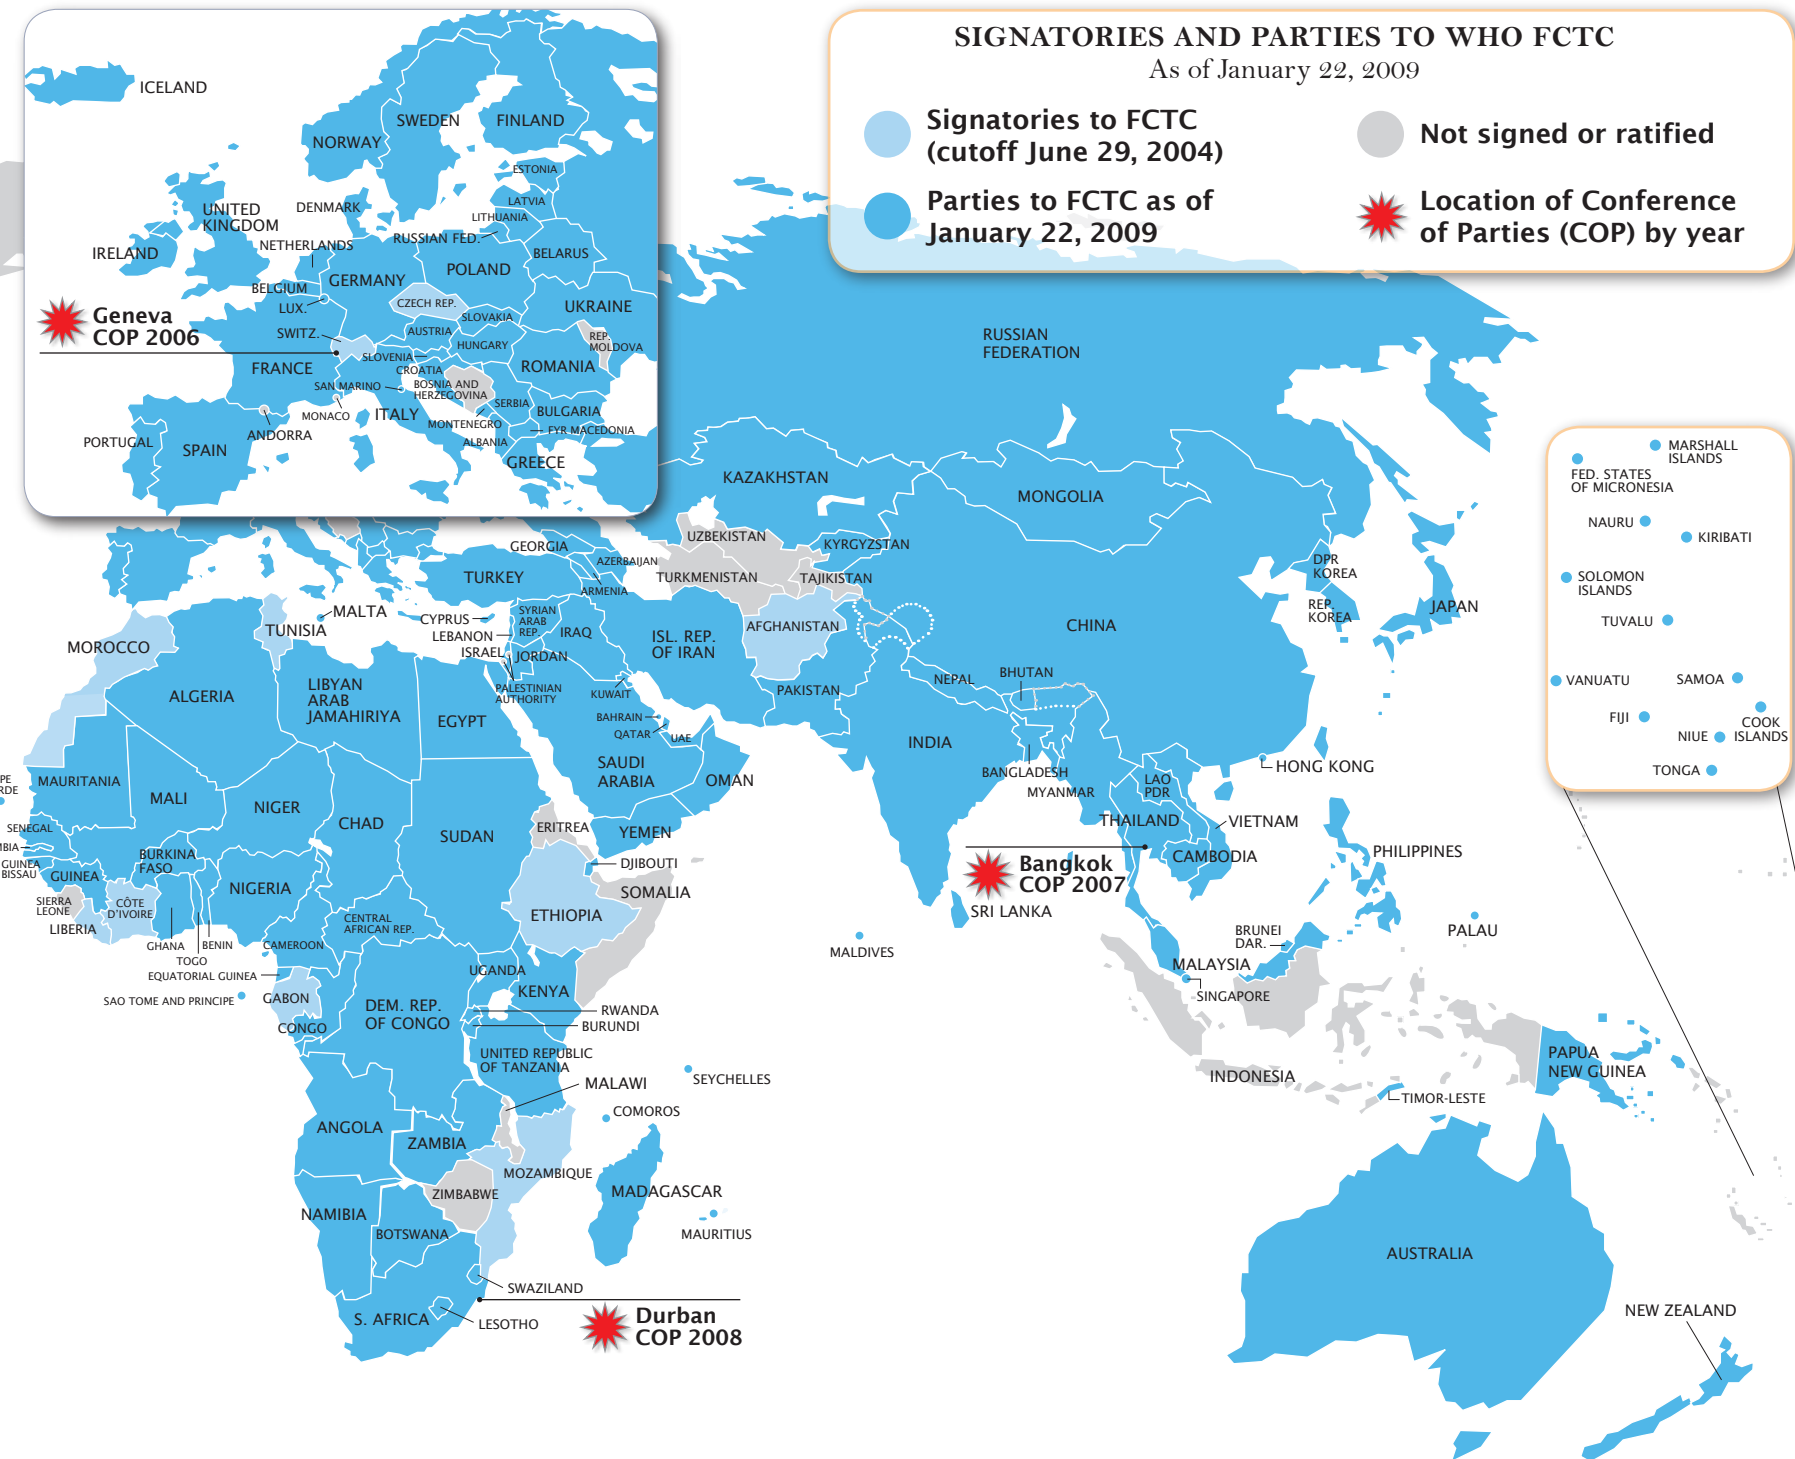 SIGNATORIES AND PARTIES TO WHO FCTC
As of January 22, 2009
Signatories to FCTC
(cutoff June 29, 2004)
Parties to FCTC as of
January 22, 2009
Not signed or ratified
Location of Conference
of Parties (COP) by year
ICELAND
NORWAY
SWEDEN
FINLAND
ESTONIA
LATVIA
LITHUANIA
RUSSIAN FED.
DENMARK
UNITED
KINGDOM
IRELAND
NETHERLANDS
BELGIUM
LUX.
GERMANY
POLAND
BELARUS
UKRAINE
CZECH REP.
SLOVAKIA
AUSTRIA
HUNGARY
REP.
MOLDOVA
ROMANIA
Geneva
COP 2006
SWITZ.
FRANCE
SLOVENIA
CROATIA
SAN MARINO
BOSNIA AND
HERZEGOVINA
SERBIA
BULGARIA
MONACO
ITALY
MONTENEGRO
FYR MACEDONIA
ALBANIA
GREECE
ANDORRA
PORTUGAL
SPAIN
RUSSIAN
FEDERATION
KAZAKHSTAN
MONGOLIA
UZBEKISTAN
KYRGYZSTAN
TURKMENISTAN
TAJIKISTAN
GEORGIA
AZERBAIJAN
ARMENIA
TURKEY
MALTA
CYPRUS
LEBANON
ISRAEL
SYRIAN
ARAB
REP.
IRAQ
JORDAN
PALESTINIAN
AUTHORITY
KUWAIT
BAHRAIN
QATAR
UAE
ISL. REP.
OF IRAN
AFGHANISTAN
PAKISTAN
NEPAL
BHUTAN
CHINA
DPR
KOREA
REP.
KOREA
JAPAN
INDIA
BANGLADESH
MYANMAR
LAO
PDR
THAILAND
VIETNAM
CAMBODIA
HONG KONG
PHILIPPINES
Bangkok
COP 2007
SRI LANKA
MALDIVES
BRUNEI
DAR.
MALAYSIA
SINGAPORE
PALAU
INDONESIA
TIMOR-LESTE
PAPUA
NEW GUINEA
AUSTRALIA
NEW ZEALAND
MARSHALL
ISLANDS
FED. STATES
OF MICRONESIA
NAURU
KIRIBATI
SOLOMON
ISLANDS
TUVALU
VANUATU
SAMOA
FIJI
COOK
ISLANDS
NIUE
TONGA
MOROCCO
TUNISIA
ALGERIA
LIBYAN
ARAB
JAMAHIRIYA
EGYPT
SAUDI
ARABIA
OMAN
YEMEN
MAURITANIA
MALI
NIGER
CHAD
SUDAN
ERITREA
DJIBOUTI
SOMALIA
ETHIOPIA
PE
RDE
SENEGAL
MBIA
GUINEA
BISSAU
GUINEA
SIERRA
LEONE
LIBERIA
CÔTE
D'IVOIRE
BURKINA
FASO
GHANA
TOGO
BENIN
NIGERIA
CAMEROON
CENTRAL
AFRICAN REP.
EQUATORIAL GUINEA
SAO TOME AND PRINCIPE
GABON
CONGO
DEM. REP.
OF CONGO
UGANDA
KENYA
RWANDA
BURUNDI
UNITED REPUBLIC
OF TANZANIA
MALAWI
SEYCHELLES
COMOROS
ANGOLA
ZAMBIA
MOZAMBIQUE
ZIMBABWE
MADAGASCAR
MAURITIUS
NAMIBIA
BOTSWANA
SWAZILAND
S. AFRICA
LESOTHO
Durban
COP 2008